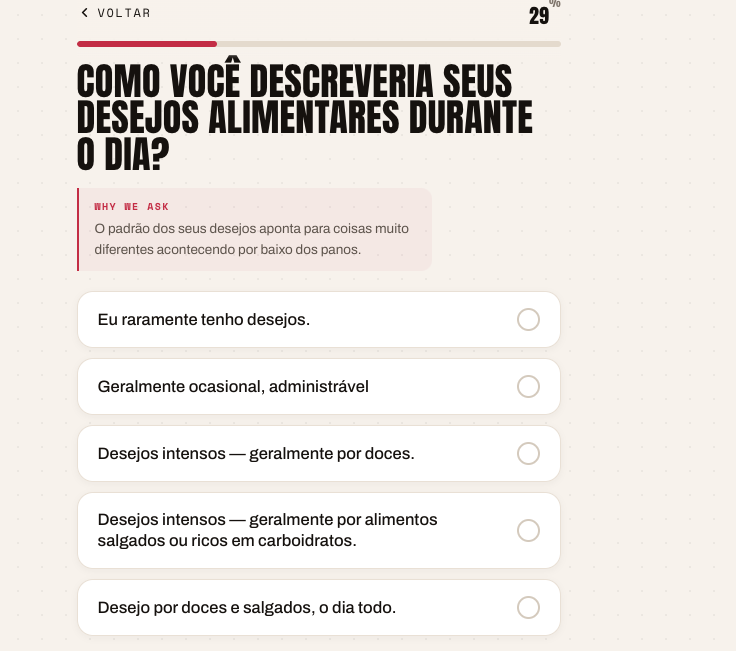 VOLTAR
29%
COMO VOCÊ DESCREVERIA SEUS
DESEJOS ALIMENTARES DURANTE
O DIA?
WHY WE ASK
O padrão dos seus desejos aponta para coisas muito
diferentes acontecendo por baixo dos panos.
Eu raramente tenho desejos.
Geralmente ocasional, administrável
Desejos intensos — geralmente por doces.
Desejos intensos — geralmente por alimentos
salgados ou ricos em carboidratos.
Desejo por doces e salgados, o dia todo.